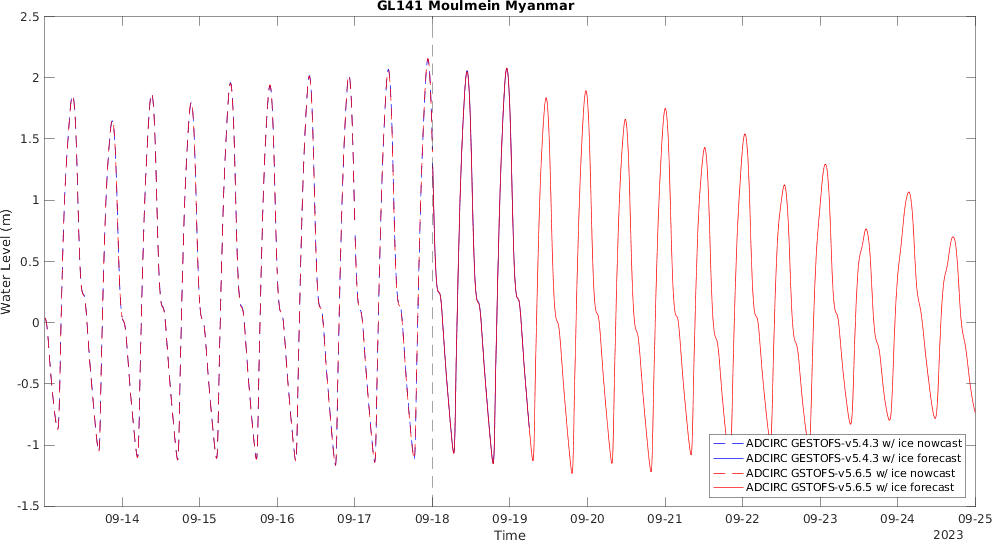 GL141 Moulmein Myanmar
Water Level (m)
2.5
2
1.5
1
0.5
0
-0.5
-1
-1.5
ADCIRC GESTOFS-v5.4.3 w/ ice nowcast
ADCIRC GESTOFS-v5.4.3 w/ ice forecast
ADCIRC GSTOFS-v5.6.5 w/ ice nowcast
ADCIRC GSTOFS-v5.6.5 w/ ice forecast
09-14 09-15 09-16 09-17 09-18 09-19 09-20 09-21 09-22 09-23 09-24 09-25
Time
2023